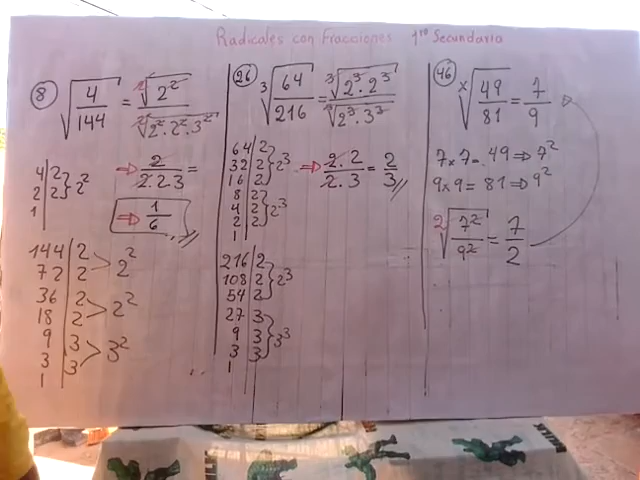 Radicales con Fracciones 1ro Secundaria
8
√(4/144) = ²√(2²) / ²√(2²·2²·3²)
⇒ 2 / 2·2·3 =
⇒ 1/6 //
4 | 2
2 | 2 } 2²
1
144 | 2
72 | 2 > 2²
36 | 2
18 | 2 > 2²
9 | 3
3 | 3 > 3²
1
26
³√(64/216) = ³√(2³·2³) / ³√(2³·3³)
⇒ 2·2 / 2·3 = 2/3 //
64 | 2
32 | 2 } 2³
16 | 2
8 | 2
4 | 2 } 2³
2 | 2
1
216 | 2
108 | 2 } 2³
54 | 2
27 | 3
9 | 3 } 3³
3 | 3
1
46
ˣ√(49/81) = 7/9
7 × 7 = 49 ⇒ 7²
9 × 9 = 81 ⇒ 9²
²√(7²/9²) = 7/2